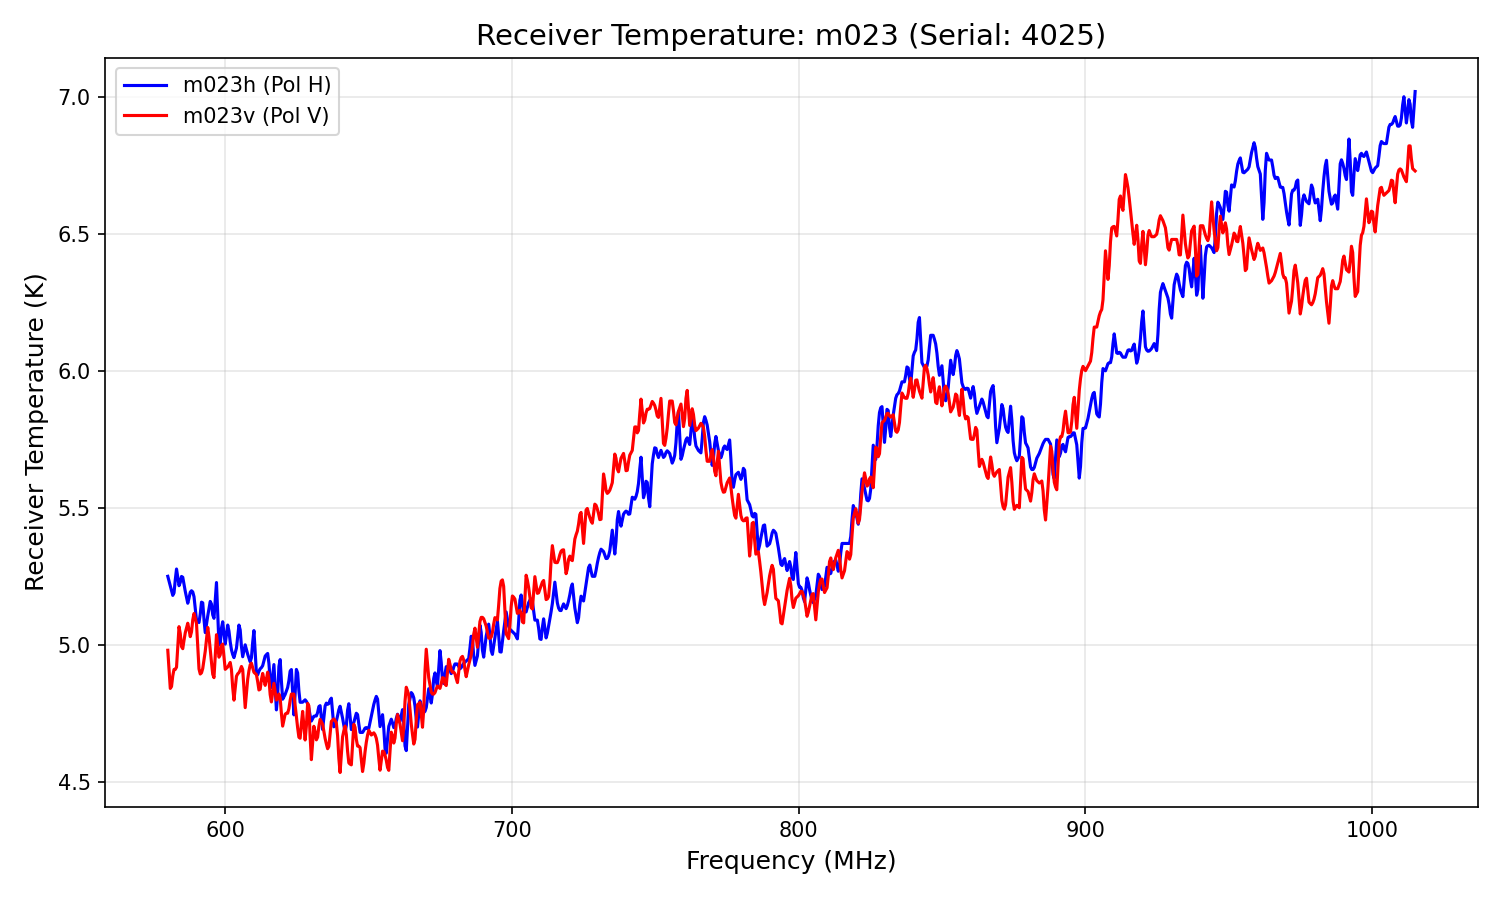 Receiver Temperature: m023 (Serial: 4025)
m023h (Pol H)
m023v (Pol V)
Receiver Temperature (K)
7.0
6.5
6.0
5.5
5.0
4.5
600 700 800 900 1000
Frequency (MHz)